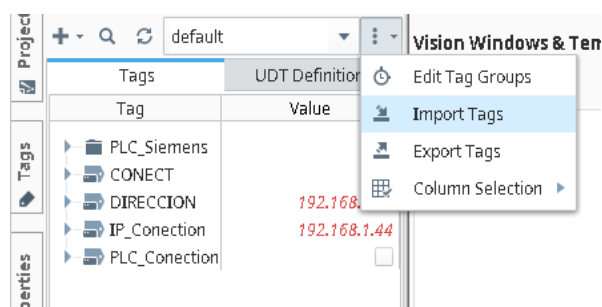 Project
default
Vision Windows & Tem
Tags
UDT Definition
Edit Tag Groups
Tag
Value
Import Tags
PLC_Siemens
Export Tags
CONECT
Column Selection
DIRECCION
192.168.
IP_Conection
192.168.1.44
PLC_Conection
Tags
perties